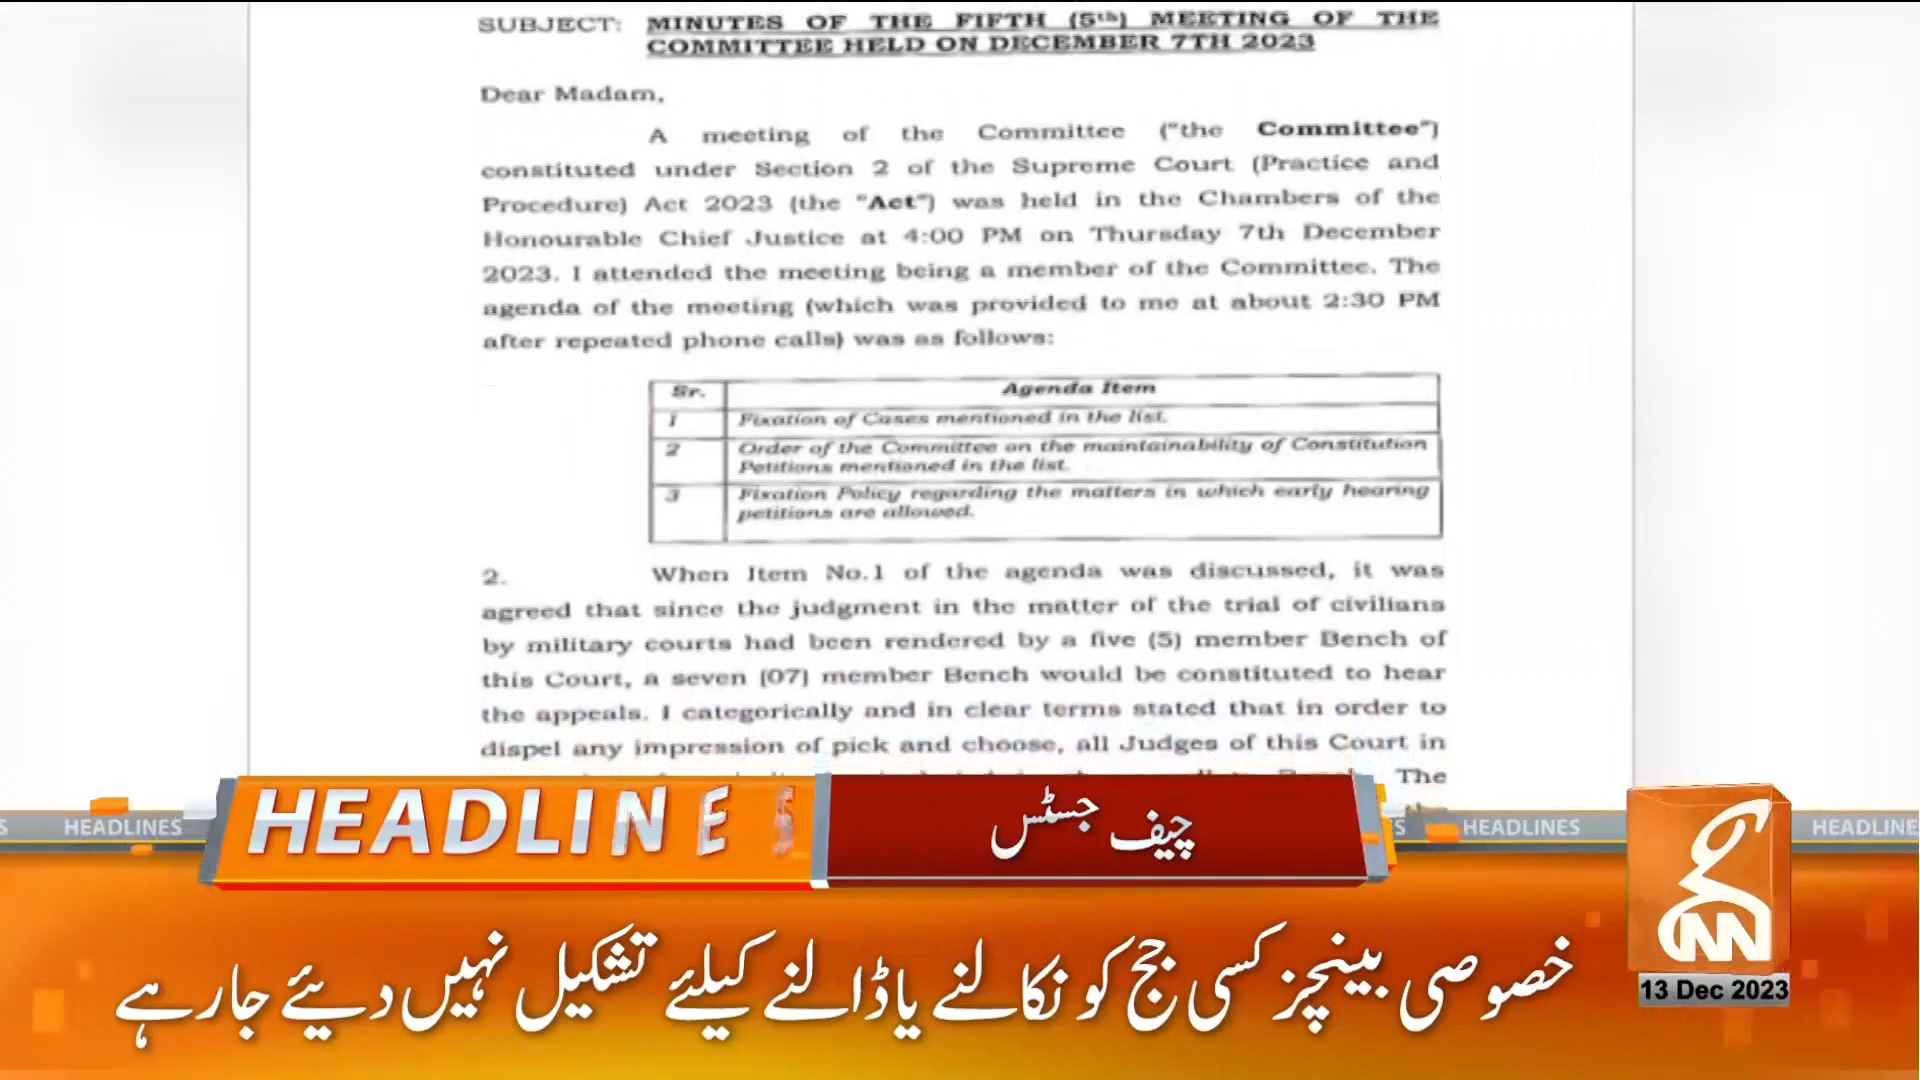 SUBJECT: MINUTES OF THE FIFTH (5th) MEETING OF THE
COMMITTEE HELD ON DECEMBER 7TH 2023
Dear Madam,
A meeting of the Committee ("the Committee")
constituted under Section 2 of the Supreme Court (Practice and
Procedure) Act 2023 (the "Act") was held in the Chambers of the
Honourable Chief Justice at 4:00 PM on Thursday 7th December
2023. I attended the meeting being a member of the Committee. The
agenda of the meeting (which was provided to me at about 2:30 PM
after repeated phone calls) was as follows:
Sr. Agenda Item
1 Fixation of Cases mentioned in the list.
2 Order of the Committee on the maintainability of Constitution
Petitions mentioned in the list.
3 Fixation Policy regarding the matters in which early hearing
petitions are allowed.
2. When Item No.1 of the agenda was discussed, it was
agreed that since the judgment in the matter of the trial of civilians
by military courts had been rendered by a five (5) member Bench of
this Court, a seven (07) member Bench would be constituted to hear
the appeals. I categorically and in clear terms stated that in order to
dispel any impression of pick and choose, all Judges of this Court in
The
HEADLINES
چیف جسٹس
S HEADLINES
ES HEADLINES
HEADLINE
خصوصی بینچز کسی جج کو نکالنے یا ڈالنے کیلئے تشکیل نہیں دیئے جارہے
GNN
13 Dec 2023